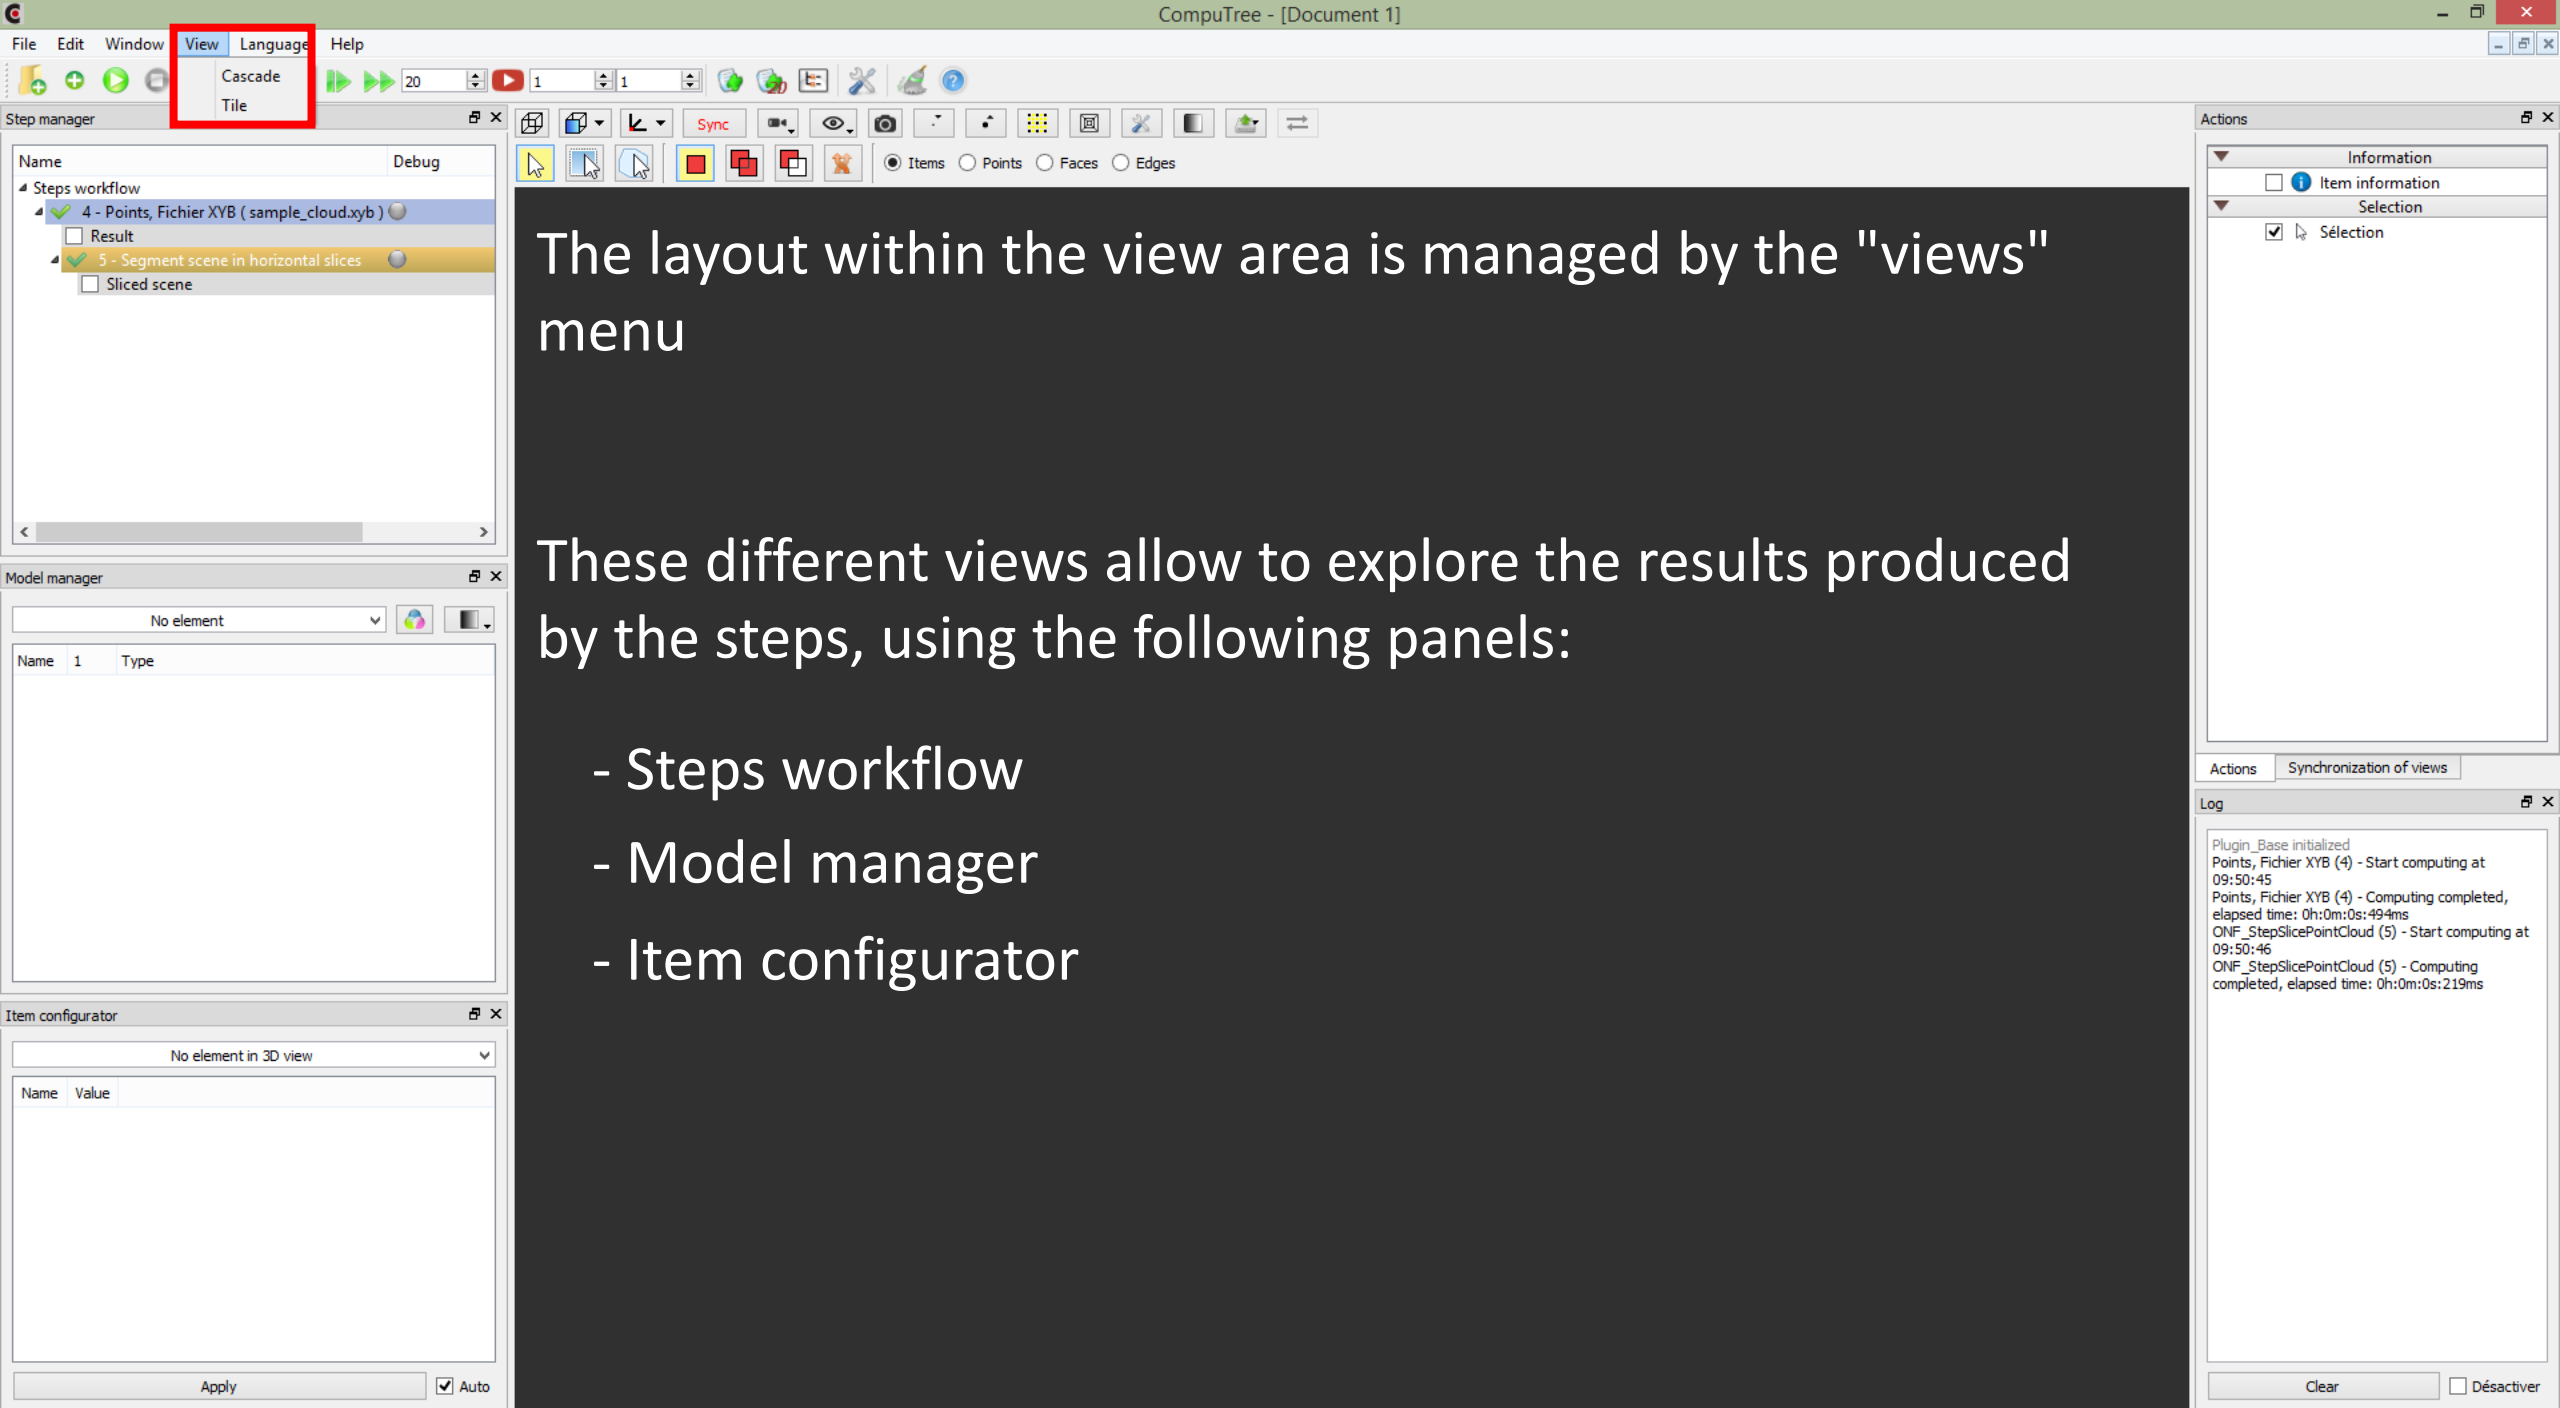 CompuTree - [Document 1]
File Edit Window View Language Help
Cascade
Tile
20 1 1 2D
Step manager
Name Debug
Steps workflow
4 - Points, Fichier XYB ( sample_cloud.xyb )
Result
5 - Segment scene in horizontal slices
Sliced scene
Model manager
No element
Name 1 Type
Item configurator
No element in 3D view
Name Value
Apply Auto
Sync
Items Points Faces Edges
The layout within the view area is managed by the "views"
menu
These different views allow to explore the results produced
by the steps, using the following panels:
- Steps workflow
- Model manager
- Item configurator
Actions
Information
Item information
Selection
Sélection
Actions Synchronization of views
Log
Plugin_Base initialized
Points, Fichier XYB (4) - Start computing at
09:50:45
Points, Fichier XYB (4) - Computing completed,
elapsed time: 0h:0m:0s:494ms
ONF_StepSlicePointCloud (5) - Start computing at
09:50:46
ONF_StepSlicePointCloud (5) - Computing
completed, elapsed time: 0h:0m:0s:219ms
Clear Désactiver